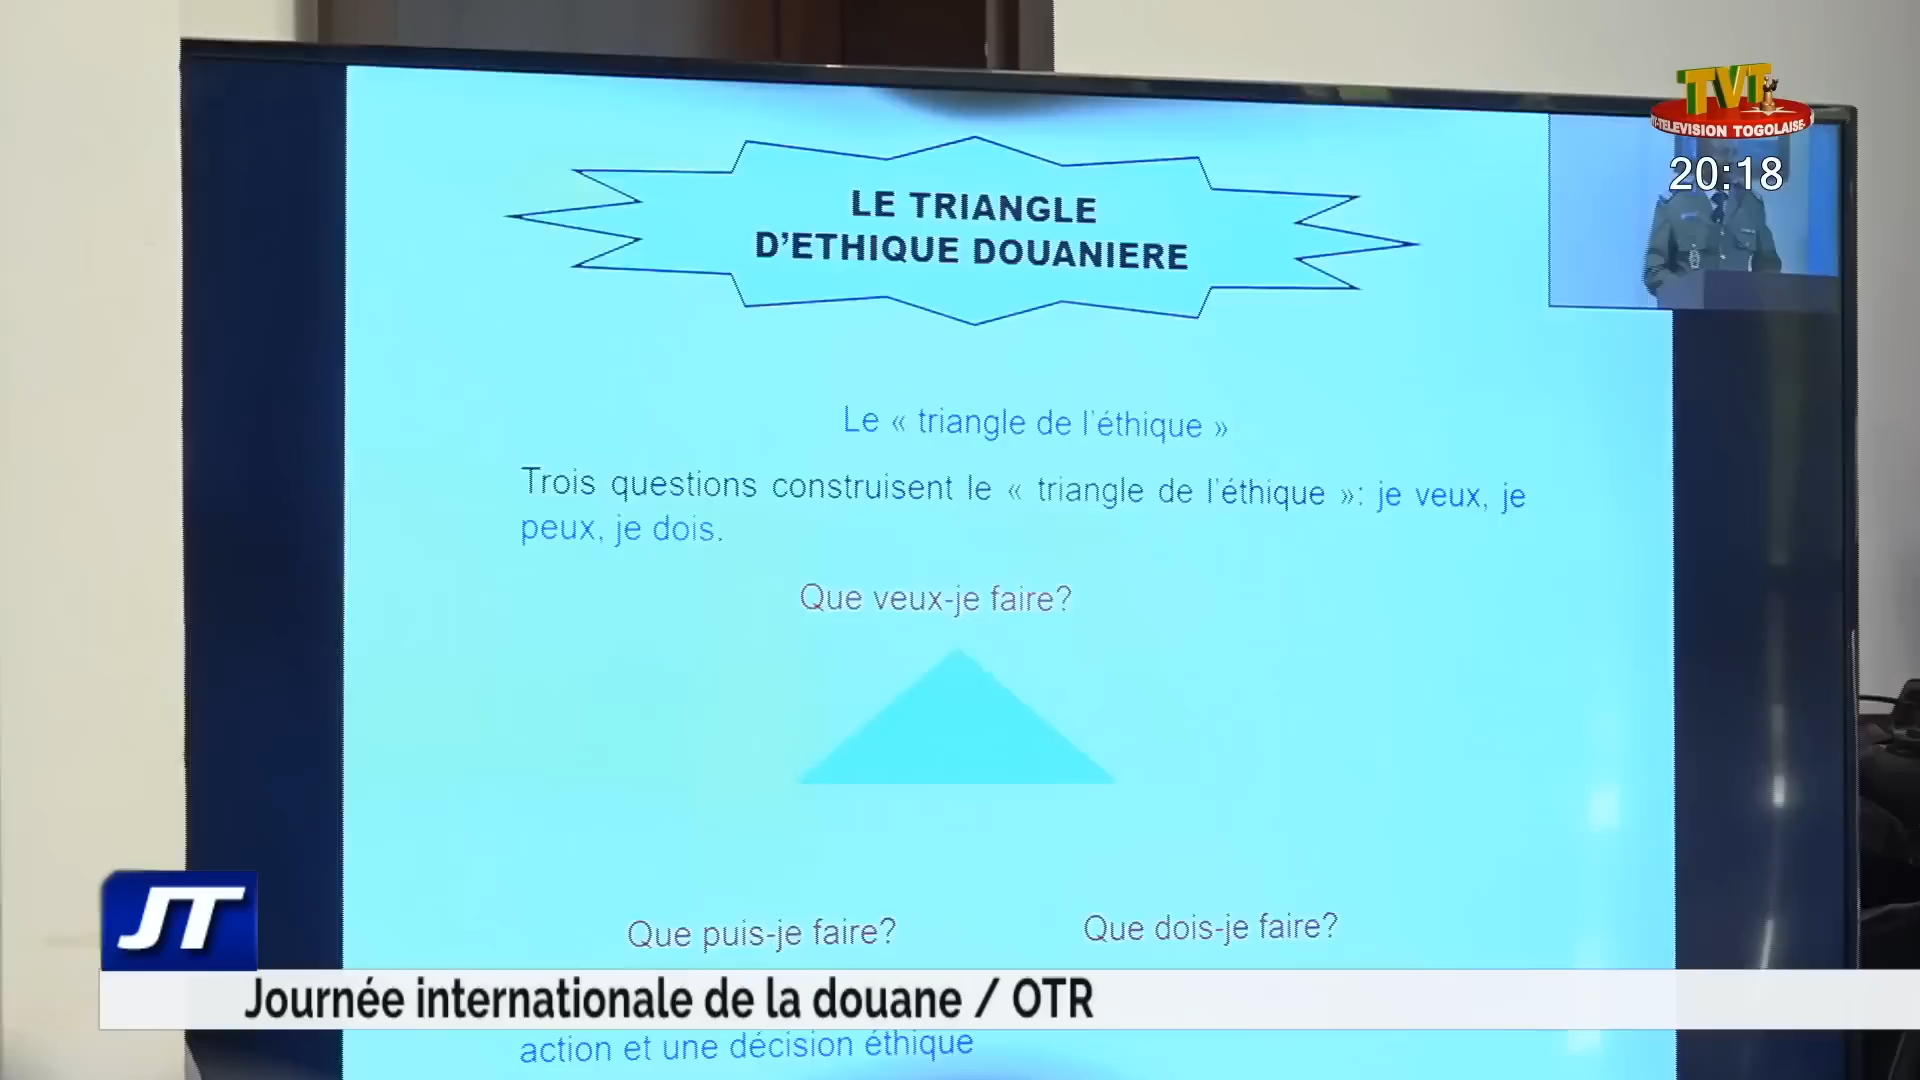 TVT
TELEVISION TOGOLAISE
20:18
LE TRIANGLE
D'ETHIQUE DOUANIERE
Le « triangle de l'éthique »
Trois questions construisent le « triangle de l'éthique »: je veux, je
peux, je dois.
Que veux-je faire?
Que puis-je faire?
Que dois-je faire?
JT
Journée internationale de la douane / OTR
action et une décision éthique